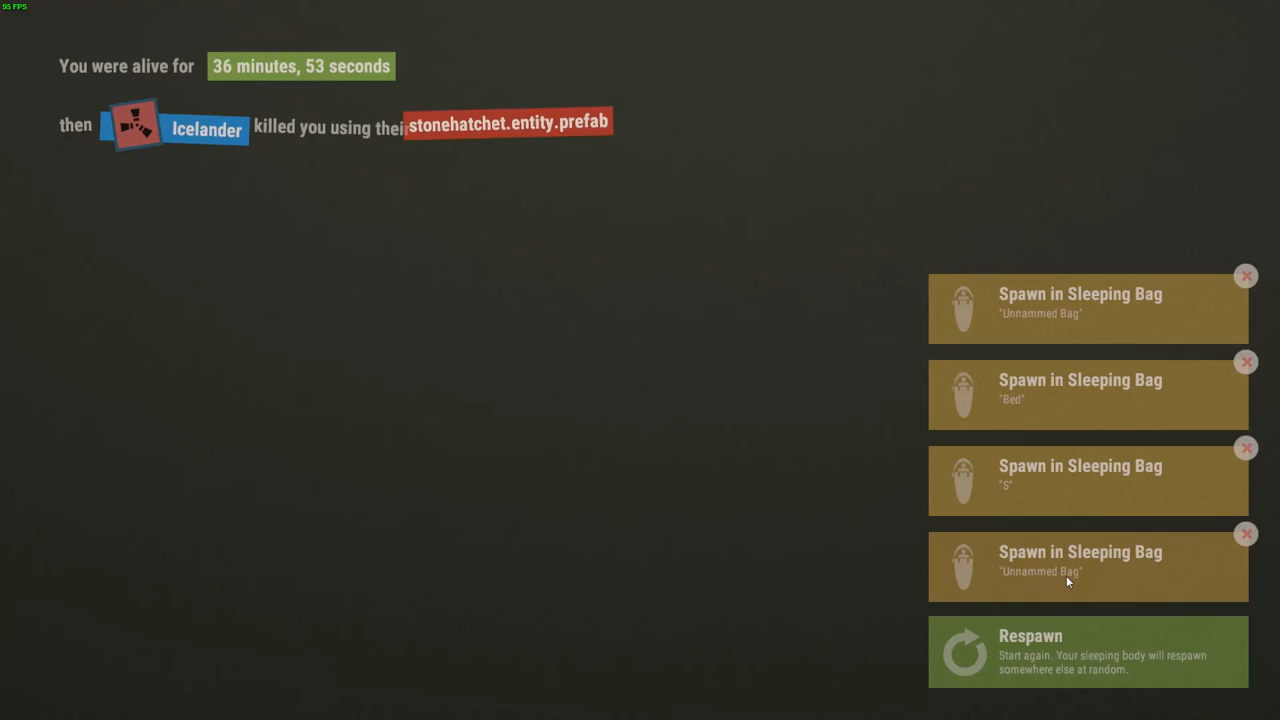 95 FPS
You were alive for 36 minutes, 53 seconds
then Icelander killed you using their stonehatchet.entity.prefab
Spawn in Sleeping Bag
"Unnammed Bag"
Spawn in Sleeping Bag
"Bed"
Spawn in Sleeping Bag
"S"
Spawn in Sleeping Bag
"Unnammed Bag"
Respawn
Start again. Your sleeping body will respawn
somewhere else at random.